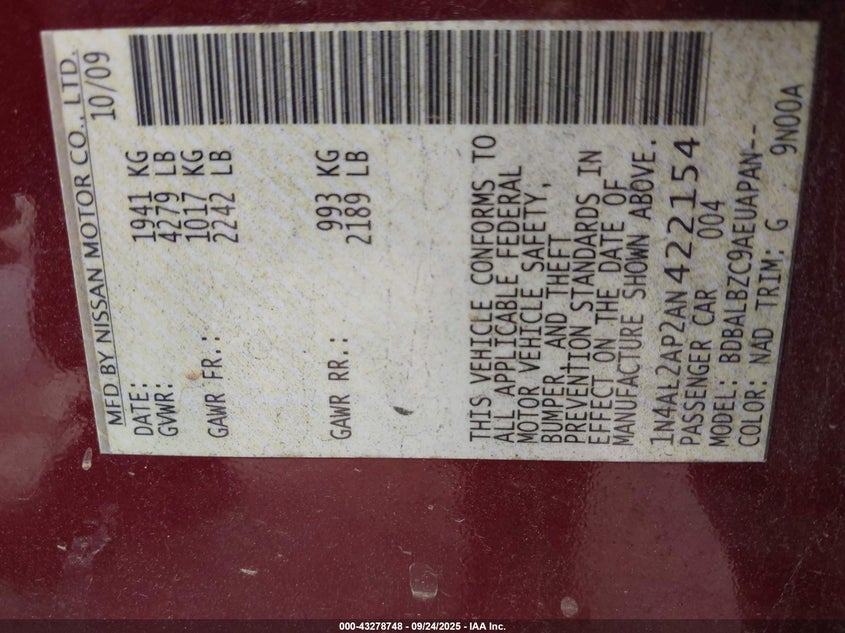 MFD BY NISSAN MOTOR CO., LTD.
DATE: 10/09
GVWR: 1941 KG
4279 LB
GAWR FR.: 1017 KG
2242 LB
GAWR RR.: 993 KG
2189 LB
THIS VEHICLE CONFORMS TO
ALL APPLICABLE FEDERAL
MOTOR VEHICLE SAFETY,
BUMPER, AND THEFT
PREVENTION STANDARDS IN
EFFECT ON THE DATE OF
MANUFACTURE SHOWN ABOVE.
1N4AL2AP2AN422154
PASSENGER CAR 004
MODEL: BDBALBZC9AEUAPAN--
COLOR: NAD TRIM: G 9N00A
000-43278748 - 09/24/2025 - IAA Inc.